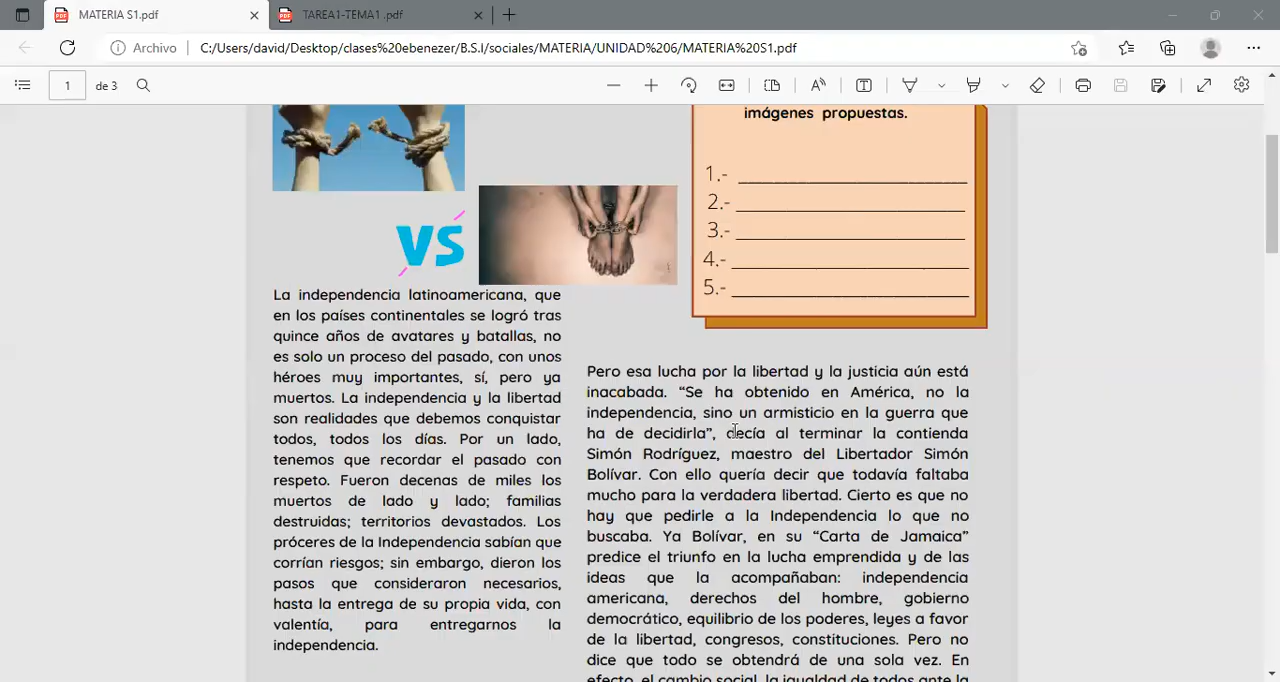 MATERIA S1.pdf
TAREA1-TEMA1 .pdf
Archivo
C:/Users/david/Desktop/clases%20ebenezer/B.S.I/sociales/MATERIA/UNIDAD%206/MATERIA%20S1.pdf
1
de 3
imágenes propuestas.
1.-
2.-
3.-
4.-
5.-
VS
La independencia latinoamericana, que
en los países continentales se logró tras
quince años de avatares y batallas, no
es solo un proceso del pasado, con unos
héroes muy importantes, sí, pero ya
muertos. La independencia y la libertad
son realidades que debemos conquistar
todos, todos los días. Por un lado,
tenemos que recordar el pasado con
respeto. Fueron decenas de miles los
muertos de lado y lado; familias
destruidas; territorios devastados. Los
próceres de la Independencia sabían que
corrían riesgos; sin embargo, dieron los
pasos que consideraron necesarios,
hasta la entrega de su propia vida, con
valentía, para entregarnos la
independencia.
Pero esa lucha por la libertad y la justicia aún está
inacabada. “Se ha obtenido en América, no la
independencia, sino un armisticio en la guerra que
ha de decidirla”, decía al terminar la contienda
Simón Rodríguez, maestro del Libertador Simón
Bolívar. Con ello quería decir que todavía faltaba
mucho para la verdadera libertad. Cierto es que no
hay que pedirle a la Independencia lo que no
buscaba. Ya Bolívar, en su “Carta de Jamaica”
predice el triunfo en la lucha emprendida y de las
ideas que la acompañaban: independencia
americana, derechos del hombre, gobierno
democrático, equilibrio de los poderes, leyes a favor
de la libertad, congresos, constituciones. Pero no
dice que todo se obtendrá de una sola vez. En
efecto, el cambio social, la igualdad de todos ante la